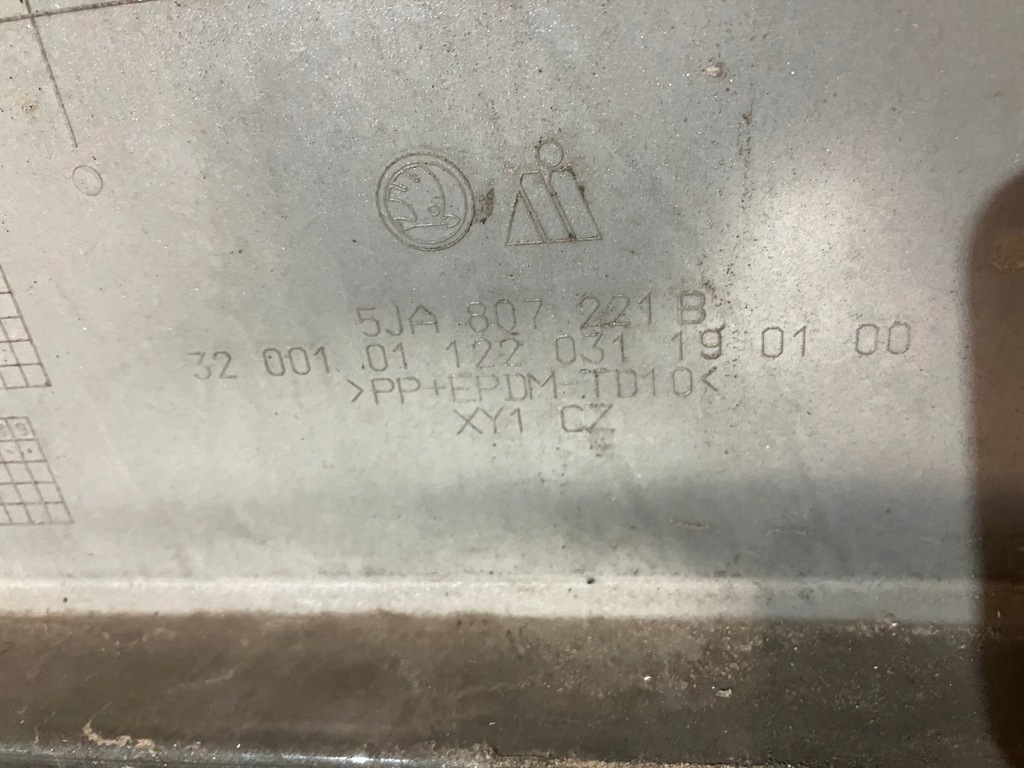 5JA 807 221 B
32 001 01 122 031 19 01 00
>PP+EPDM-TD10<
XY1 CZ